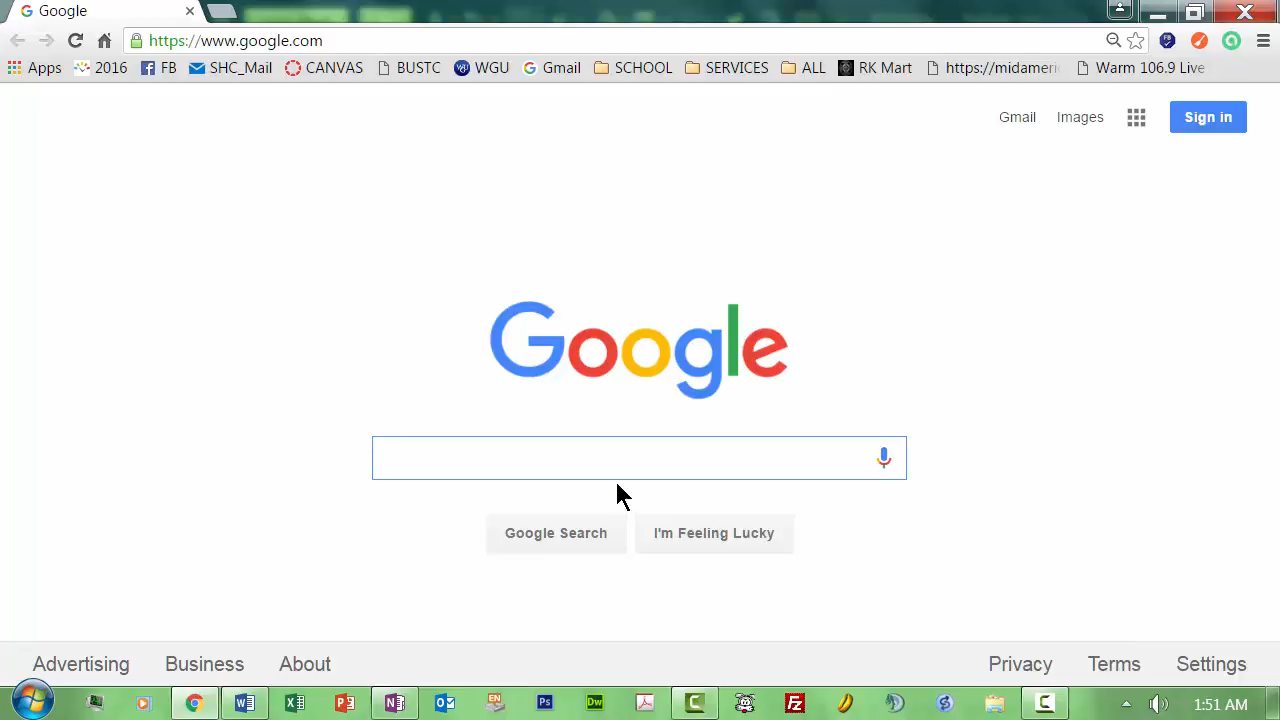 Google
https://www.google.com
Apps 2016 FB SHC_Mail CANVAS BUSTC WGU Gmail SCHOOL SERVICES ALL RK Mart https://midameri Warm 106.9 Live
Gmail Images Sign in
Google
Google Search I'm Feeling Lucky
Advertising Business About Privacy Terms Settings
1:51 AM